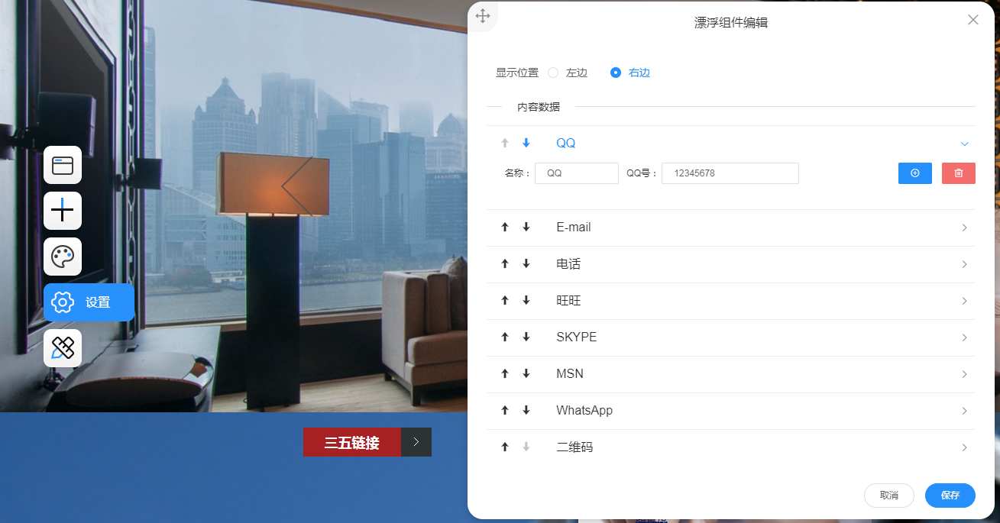 漂浮组件编辑
显示位置 左边 右边
内容数据
QQ
名称： QQ QQ号： 12345678
E-mail
电话
旺旺
设置
SKYPE
MSN
WhatsApp
三五链接
二维码
取消 保存